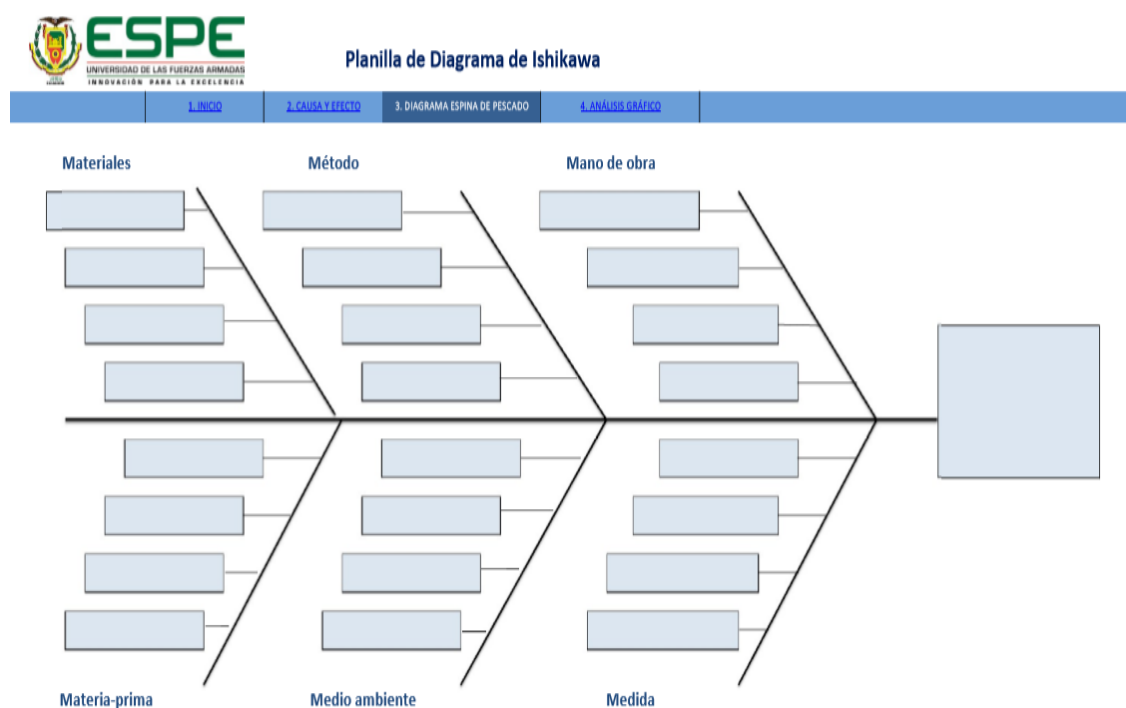 ESPE
UNIVERSIDAD DE LAS FUERZAS ARMADAS
INNOVACIÓN PARA LA EXCELENCIA
Planilla de Diagrama de Ishikawa
1. INICIO
2. CAUSA Y EFECTO
3. DIAGRAMA ESPINA DE PESCADO
4. ANÁLISIS GRÁFICO
Materiales
Método
Mano de obra
Materia-prima
Medio ambiente
Medida